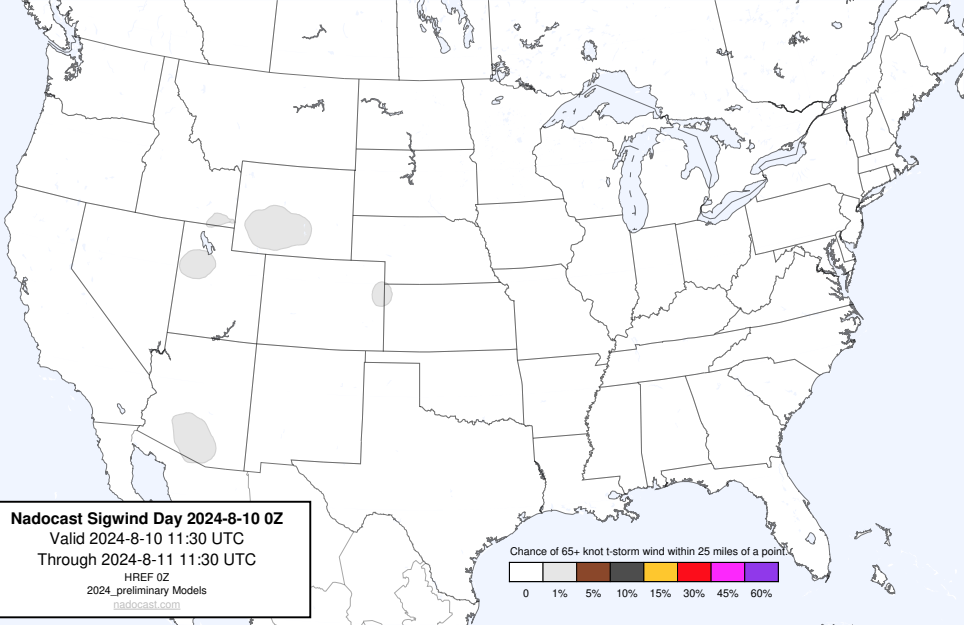 Nadocast Sigwind Day 2024-8-10 0Z
Valid 2024-8-10 11:30 UTC
Through 2024-8-11 11:30 UTC
HREF 0Z
2024_preliminary Models
nadocast.com
Chance of 65+ knot t-storm wind within 25 miles of a point.
0 1% 5% 10% 15% 30% 45% 60%